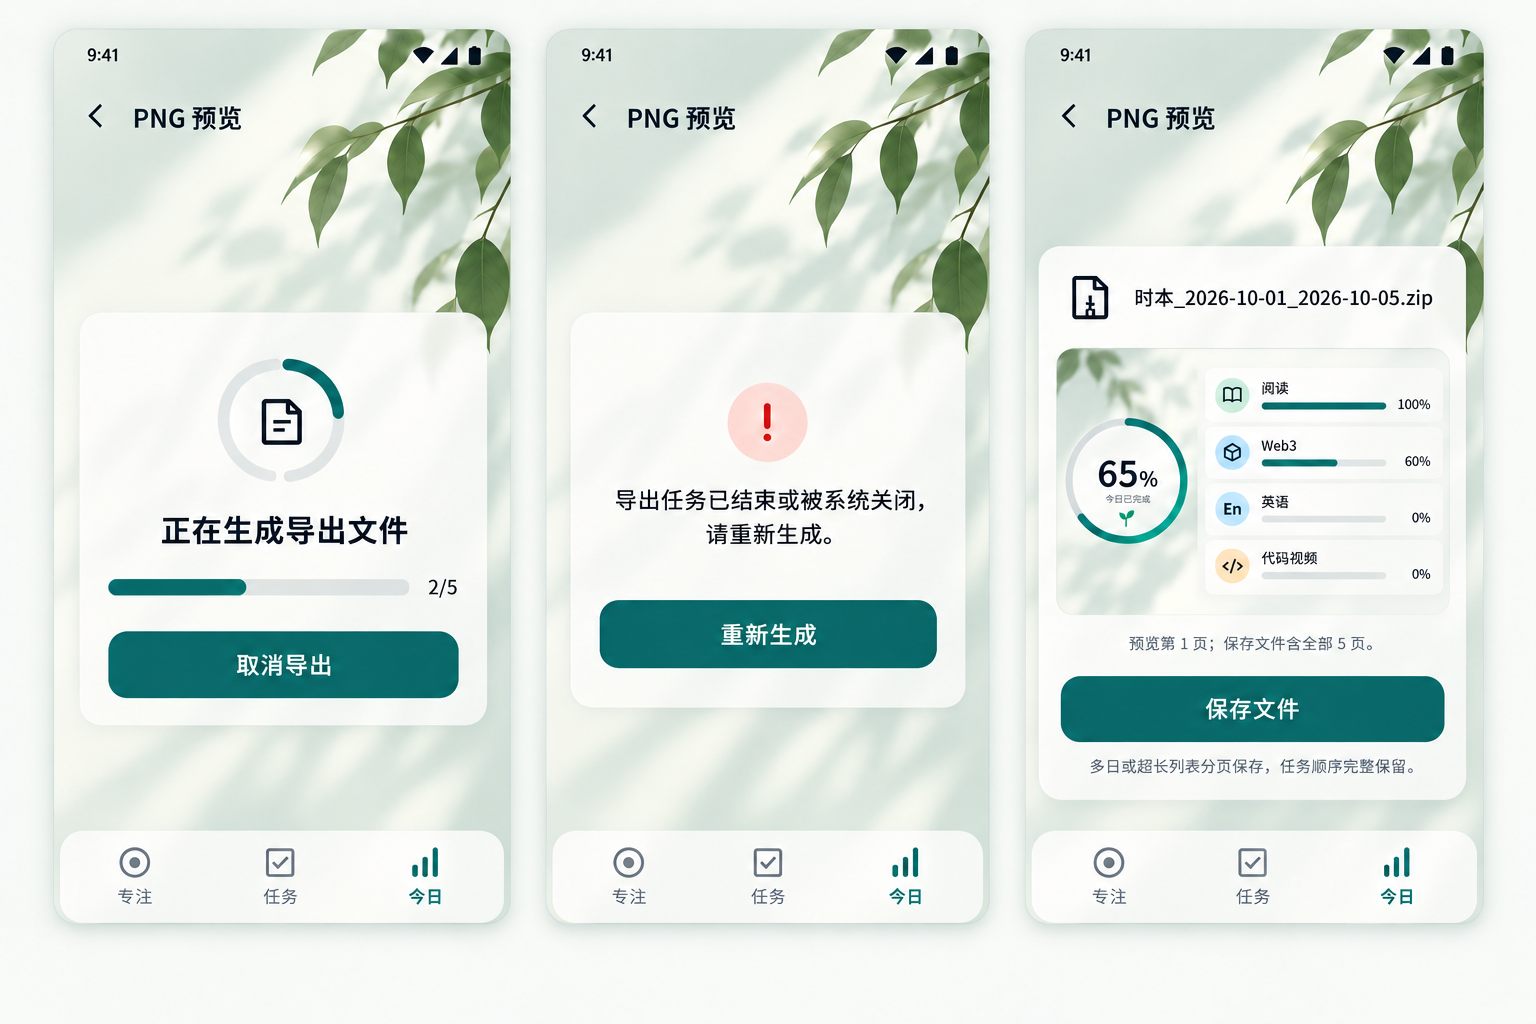 9:41
PNG 预览
正在生成导出文件
2/5
取消导出
专注
任务
今日
9:41
PNG 预览
导出任务已结束或被系统关闭，
请重新生成。
重新生成
专注
任务
今日
9:41
PNG 预览
时本_2026-10-01_2026-10-05.zip
65%
今日已完成
阅读
100%
Web3
60%
En
英语
0%
</>
代码视频
0%
预览第 1 页；保存文件含全部 5 页。
保存文件
多日或超长列表分页保存，任务顺序完整保留。
专注
任务
今日